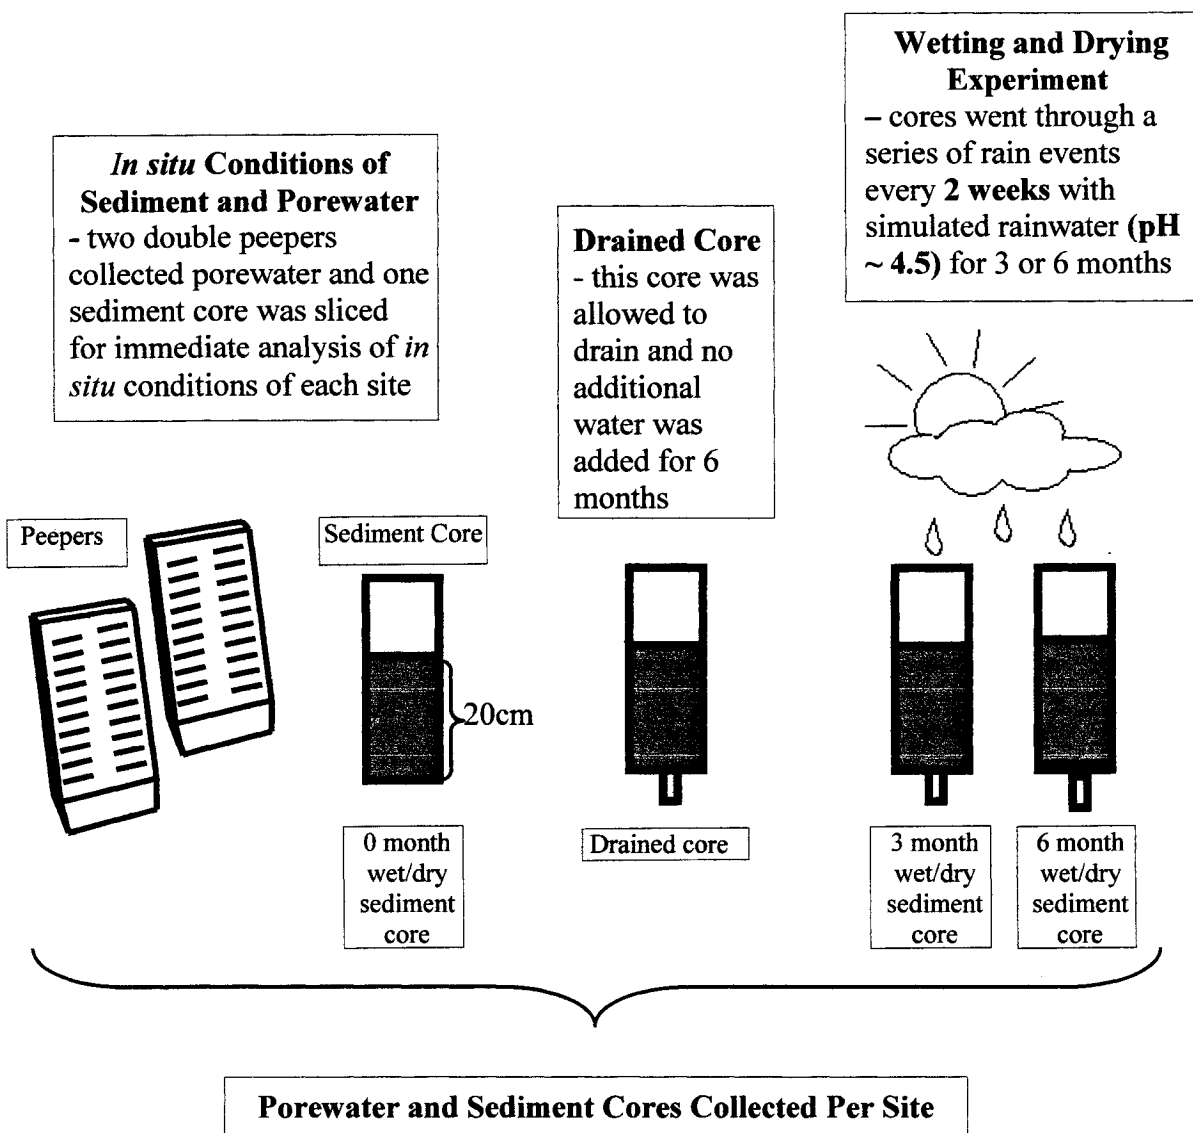 Wetting and Drying
Experiment
– cores went through a
series of rain events
every 2 weeks with
simulated rainwater (pH
~ 4.5) for 3 or 6 months
In situ Conditions of
Sediment and Porewater
- two double peepers
collected porewater and one
sediment core was sliced
for immediate analysis of in
situ conditions of each site
Drained Core
- this core was
allowed to
drain and no
additional
water was
added for 6
months
Peepers
Sediment Core
20cm
0 month
wet/dry
sediment
core
Drained core
3 month
wet/dry
sediment
core
6 month
wet/dry
sediment
core
Porewater and Sediment Cores Collected Per Site